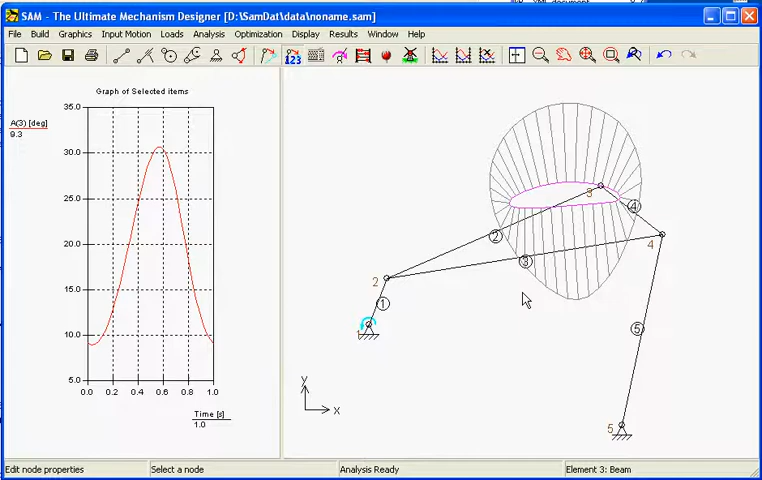 SAM - The Ultimate Mechanism Designer [D:\SamDat\data\noname.sam]
File Build Graphics Input Motion Loads Analysis Optimization Display Results Window Help
123
Graph of Selected items
A(3) [deg]
9.3
35.0
30.0
25.0
20.0
15.0
10.0
5.0
0.0 0.2 0.4 0.6 0.8 1.0
Time [s]
1.0
3
4
2
4
2
3
1
5
5
y
x
Edit node properties Select a node Analysis Ready Element 3: Beam